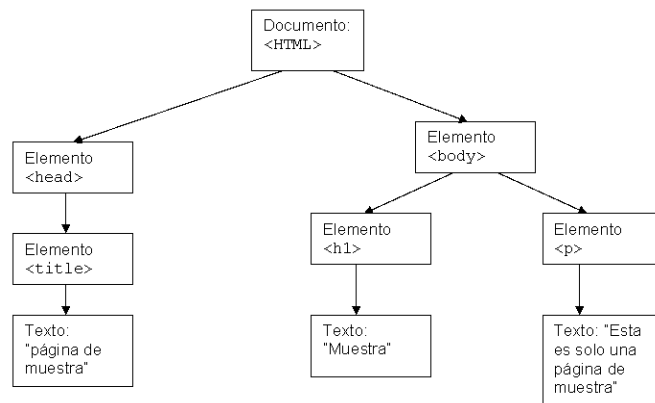 Documento:
<HTML>
Elemento
<head>
Elemento
<body>
Elemento
<title>
Elemento
<h1>
Elemento
<p>
Texto:
"página de
muestra"
Texto:
"Muestra"
Texto: "Esta
es solo una
página de
muestra"